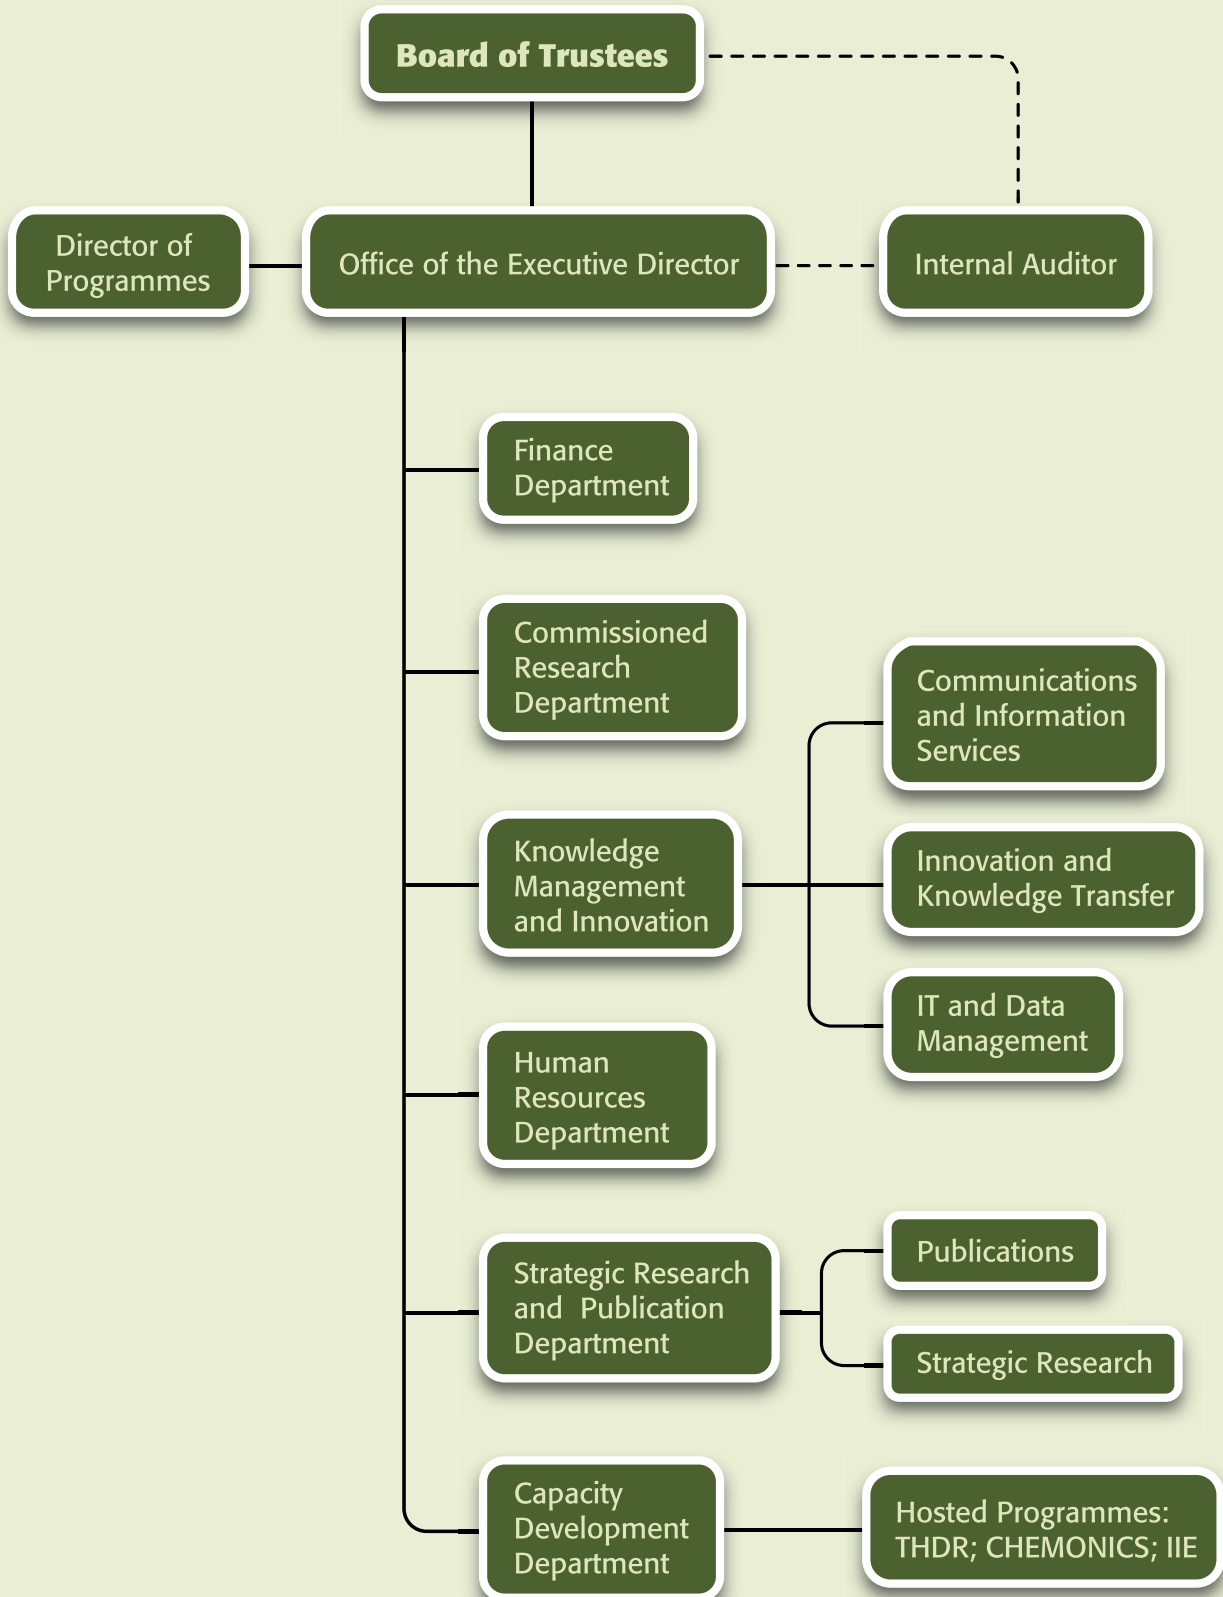 Board of Trustees
Director of
Programmes
Office of the Executive Director
Internal Auditor
Finance
Department
Commissioned
Research
Department
Communications
and Information
Services
Knowledge
Management
and Innovation
Innovation and
Knowledge Transfer
IT and Data
Management
Human
Resources
Department
Strategic Research
and Publication
Department
Publications
Strategic Research
Capacity
Development
Department
Hosted Programmes:
THDR; CHEMONICS; IIE